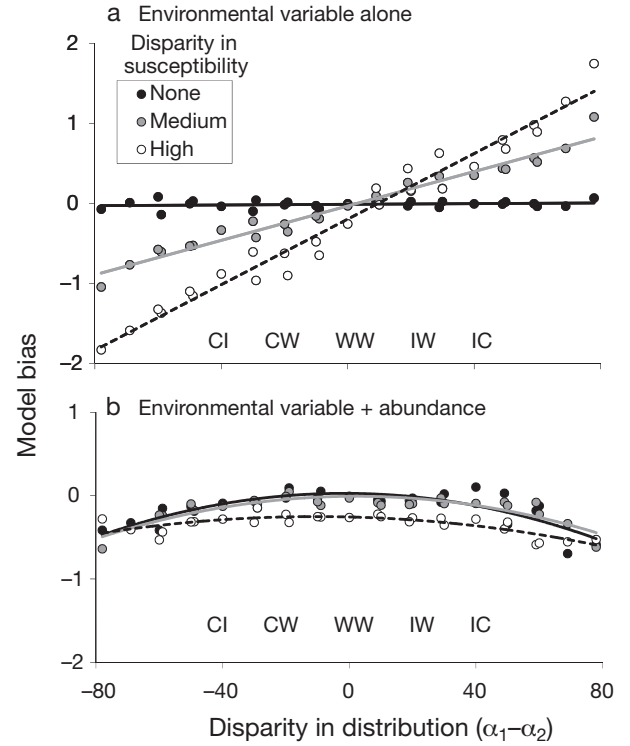 a Environmental variable alone
2
Disparity in
susceptibility
None
Medium
High
1
0
−1
CI CW WW IW IC
−2
Model bias
b Environmental variable + abundance
1
0
−1
CI CW WW IW IC
−2
−80 −40 0 40 80
Disparity in distribution (α1–α2)